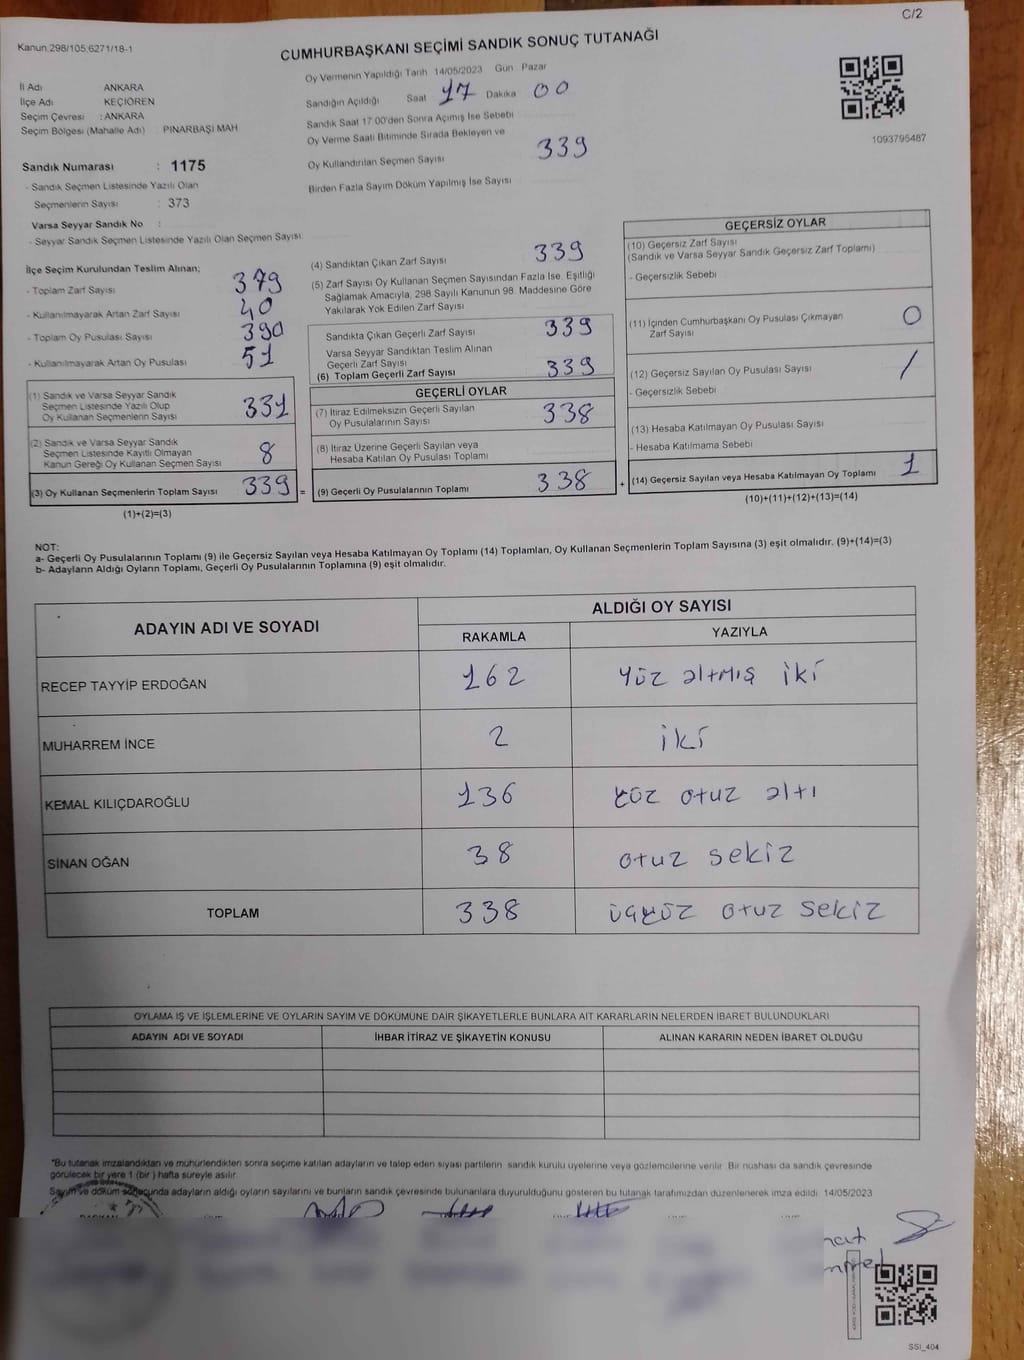 C/2
Kanun.298/105.6271/18-1
CUMHURBAŞKANI SEÇİMİ SANDIK SONUÇ TUTANAĞI
İl Adı ANKARA
İlçe Adı KEÇİÖREN
Seçim Çevresi : ANKARA
Seçim Bölgesi (Mahalle Adı) PINARBAŞI MAH
Oy Vermenin Yapıldığı Tarih 14/05/2023 Gün Pazar
Sandığın Açıldığı Saat 17 Dakika 00
Sandık Saat 17:00'den Sonra Açımış İse Sebebi
Oy Verme Saati Bitiminde Sırada Bekleyen ve
Oy Kullandırılan Seçmen Sayısı 339
Birden Fazla Sayım Döküm Yapılmış İse Sayısı
1093795487
Sandık Numarası : 1175
- Sandık Seçmen Listesinde Yazılı Olan
Seçmenlerin Sayısı : 373
Varsa Seyyar Sandık No :
- Seyyar Sandık Seçmen Listesinde Yazılı Olan Seçmen Sayısı:
İlçe Seçim Kurulundan Teslim Alınan;
- Toplam Zarf Sayısı 379
- Kullanılmayarak Artan Zarf Sayısı 40
- Toplam Oy Pusulası Sayısı 390
- Kullanılmayarak Artan Oy Pusulası 51
(1) Sandık ve Varsa Seyyar Sandık
Seçmen Listesinde Yazılı Olup
Oy Kullanan Seçmenlerin Sayısı 331
(2) Sandık ve Varsa Seyyar Sandık
Seçmen Listesinde Kayıtlı Olmayan
Kanun Gereği Oy Kullanan Seçmen Sayısı 8
(3) Oy Kullanan Seçmenlerin Toplam Sayısı 339 =
(1)+(2)=(3)
(4) Sandıktan Çıkan Zarf Sayısı 339
(5) Zarf Sayısı Oy Kullanan Seçmen Sayısından Fazla İse, Eşitliği
Sağlamak Amacıyla, 298 Sayılı Kanunun 98. Maddesine Göre
Yakılarak Yok Edilen Zarf Sayısı
Sandıkta Çıkan Geçerli Zarf Sayısı 339
Varsa Seyyar Sandıktan Teslim Alınan
Geçerli Zarf Sayısı
(6) Toplam Geçerli Zarf Sayısı 339
GEÇERLİ OYLAR
(7) İtiraz Edilmeksizin Geçerli Sayılan
Oy Pusulalarının Sayısı 338
(8) İtiraz Üzerine Geçerli Sayılan veya
Hesaba Katılan Oy Pusulası Toplamı
(9) Geçerli Oy Pusulalarının Toplamı 338 +
GEÇERSİZ OYLAR
(10) Geçersiz Zarf Sayısı
(Sandık ve Varsa Seyyar Sandık Geçersiz Zarf Toplamı)
- Geçersizlik Sebebi
(11) İçinden Cumhurbaşkanı Oy Pusulası Çıkmayan
Zarf Sayısı 0
(12) Geçersiz Sayılan Oy Pusulası Sayısı /
- Geçersizlik Sebebi
(13) Hesaba Katılmayan Oy Pusulası Sayısı
- Hesaba Katılmama Sebebi
(14) Geçersiz Sayılan veya Hesaba Katılmayan Oy Toplamı 1
(10)+(11)+(12)+(13)=(14)
NOT:
a- Geçerli Oy Pusulalarının Toplamı (9) ile Geçersiz Sayılan veya Hesaba Katılmayan Oy Toplamı (14) Toplamları, Oy Kullanan Seçmenlerin Toplam Sayısına (3) eşit olmalıdır. (9)+(14)=(3)
b- Adayların Aldığı Oyların Toplamı, Geçerli Oy Pusulalarının Toplamına (9) eşit olmalıdır.
ADAYIN ADI VE SOYADI ALDIĞI OY SAYISI
RAKAMLA YAZIYLA
RECEP TAYYİP ERDOĞAN 162 yüz altmış iki
MUHARREM İNCE 2 iki
KEMAL KILIÇDAROĞLU 136 yüz otuz altı
SİNAN OĞAN 38 otuz sekiz
TOPLAM 338 üçyüz otuz sekiz
OYLAMA İŞ VE İŞLEMLERİNE VE OYLARIN SAYIM VE DÖKÜMÜNE DAİR ŞİKAYETLERLE BUNLARA AİT KARARLARIN NELERDEN İBARET BULUNDUKLARI
ADAYIN ADI VE SOYADI İHBAR İTİRAZ VE ŞİKAYETİN KONUSU ALINAN KARARIN NEDEN İBARET OLDUĞU
*Bu tutanak imzalandıktan ve mühürlendikten sonra seçime katılan adayların ve talep eden siyasi partilerin sandık kurulu üyelerine veya gözlemcilerine verilir. Bir nushası da sandık çevresinde
görülecek bir yere 1 (bir) hafta süreyle asılır.
Sayım ve döküm sonucunda adayların aldığı oyların sayılarını ve bunların sandık çevresinde bulunanlara duyurulduğunu gösteren bu tutanak tarafımızdan düzenlenerek imza edildi. 14/05/2023
SSI_404